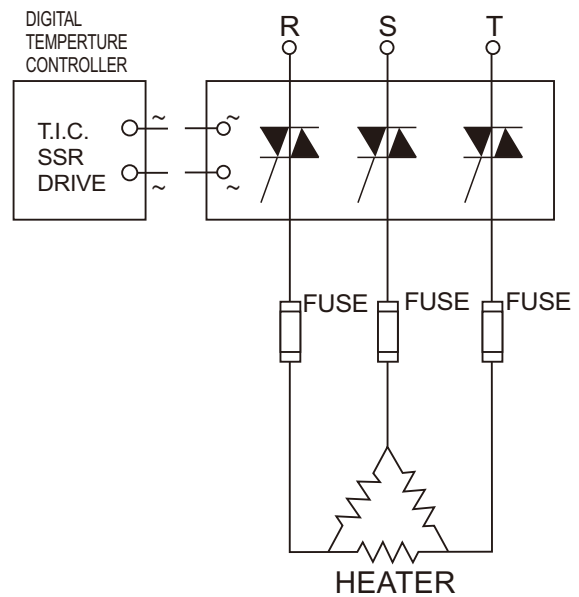 DIGITAL
TEMPERTURE
CONTROLLER
R S T
T.I.C.
SSR
DRIVE
~ ~
~ ~
FUSE FUSE FUSE
HEATER